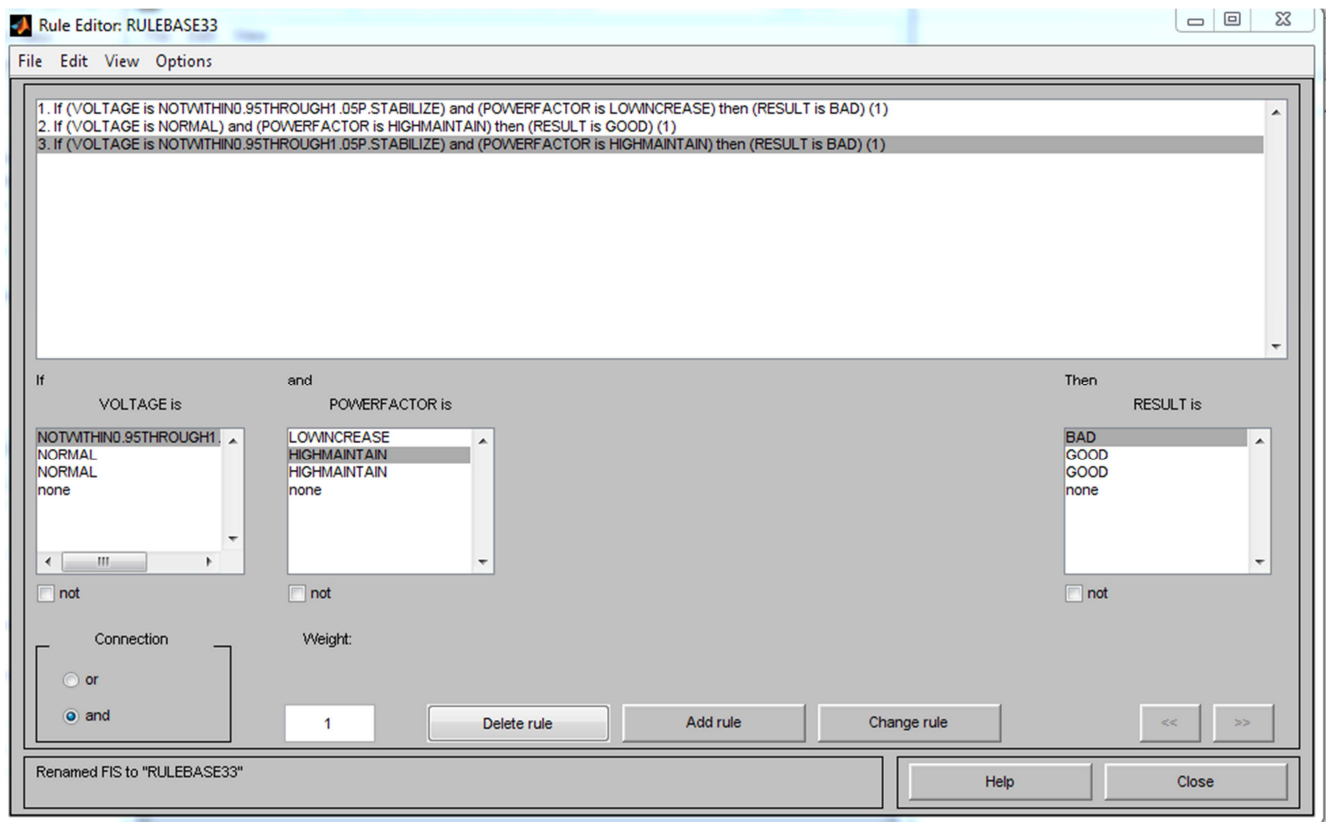 Rule Editor: RULEBASE33
File Edit View Options
1. If (VOLTAGE is NOTWITHIN0.95THROUGH1.05P.STABILIZE) and (POWERFACTOR is LOWINCREASE) then (RESULT is BAD) (1)
2. If (VOLTAGE is NORMAL) and (POWERFACTOR is HIGHMAINTAIN) then (RESULT is GOOD) (1)
3. If (VOLTAGE is NOTWITHIN0.95THROUGH1.05P.STABILIZE) and (POWERFACTOR is HIGHMAINTAIN) then (RESULT is BAD) (1)
If and Then
VOLTAGE is POWERFACTOR is RESULT is
NOTWITHIN0.95THROUGH1. LOWINCREASE BAD
NORMAL HIGHMAINTAIN GOOD
NORMAL HIGHMAINTAIN GOOD
none none none
not not not
Connection Weight:
or
and 1 Delete rule Add rule Change rule << >>
Renamed FIS to "RULEBASE33" Help Close